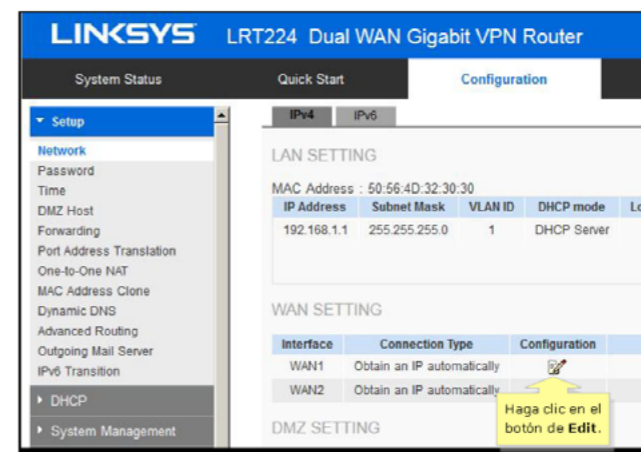 LINKSYS LRT224 Dual WAN Gigabit VPN Router
System Status Quick Start Configuration
Setup
Network
Password
Time
DMZ Host
Forwarding
Port Address Translation
One-to-One NAT
MAC Address Clone
Dynamic DNS
Advanced Routing
Outgoing Mail Server
IPv6 Transition
DHCP
System Management
IPv4 IPv6
LAN SETTING
MAC Address : 50:56:4D:32:30:30
IP Address Subnet Mask VLAN ID DHCP mode
192.168.1.1 255.255.255.0 1 DHCP Server
WAN SETTING
Interface Connection Type Configuration
WAN1 Obtain an IP automatically
WAN2 Obtain an IP automatically
Haga clic en el
botón de Edit.
DMZ SETTING